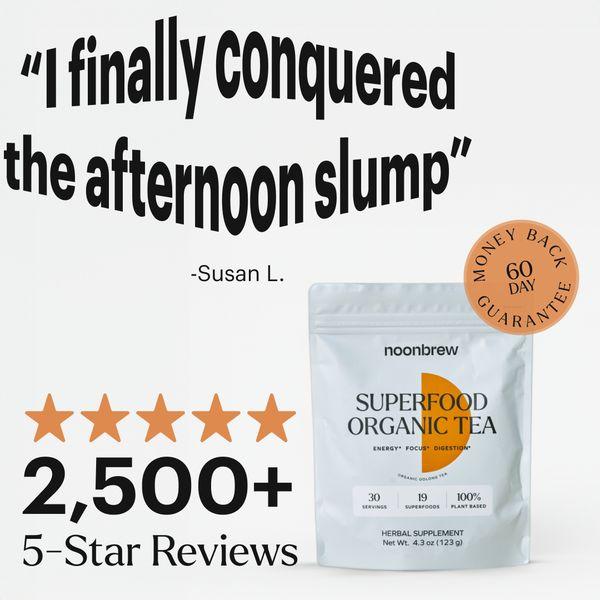 “I finally conquered
the afternoon slump”
-Susan L.
MONEY BACK
60
DAY
GUARANTEE
noonbrew
SUPERFOOD
ORGANIC TEA
ENERGY* FOCUS* DIGESTION*
ORGANIC OOLONG TEA
30
SERVINGS
19
SUPERFOODS
100%
PLANT BASED
HERBAL SUPPLEMENT
Net Wt. 4.3 oz (123 g)
2,500+
5-Star Reviews